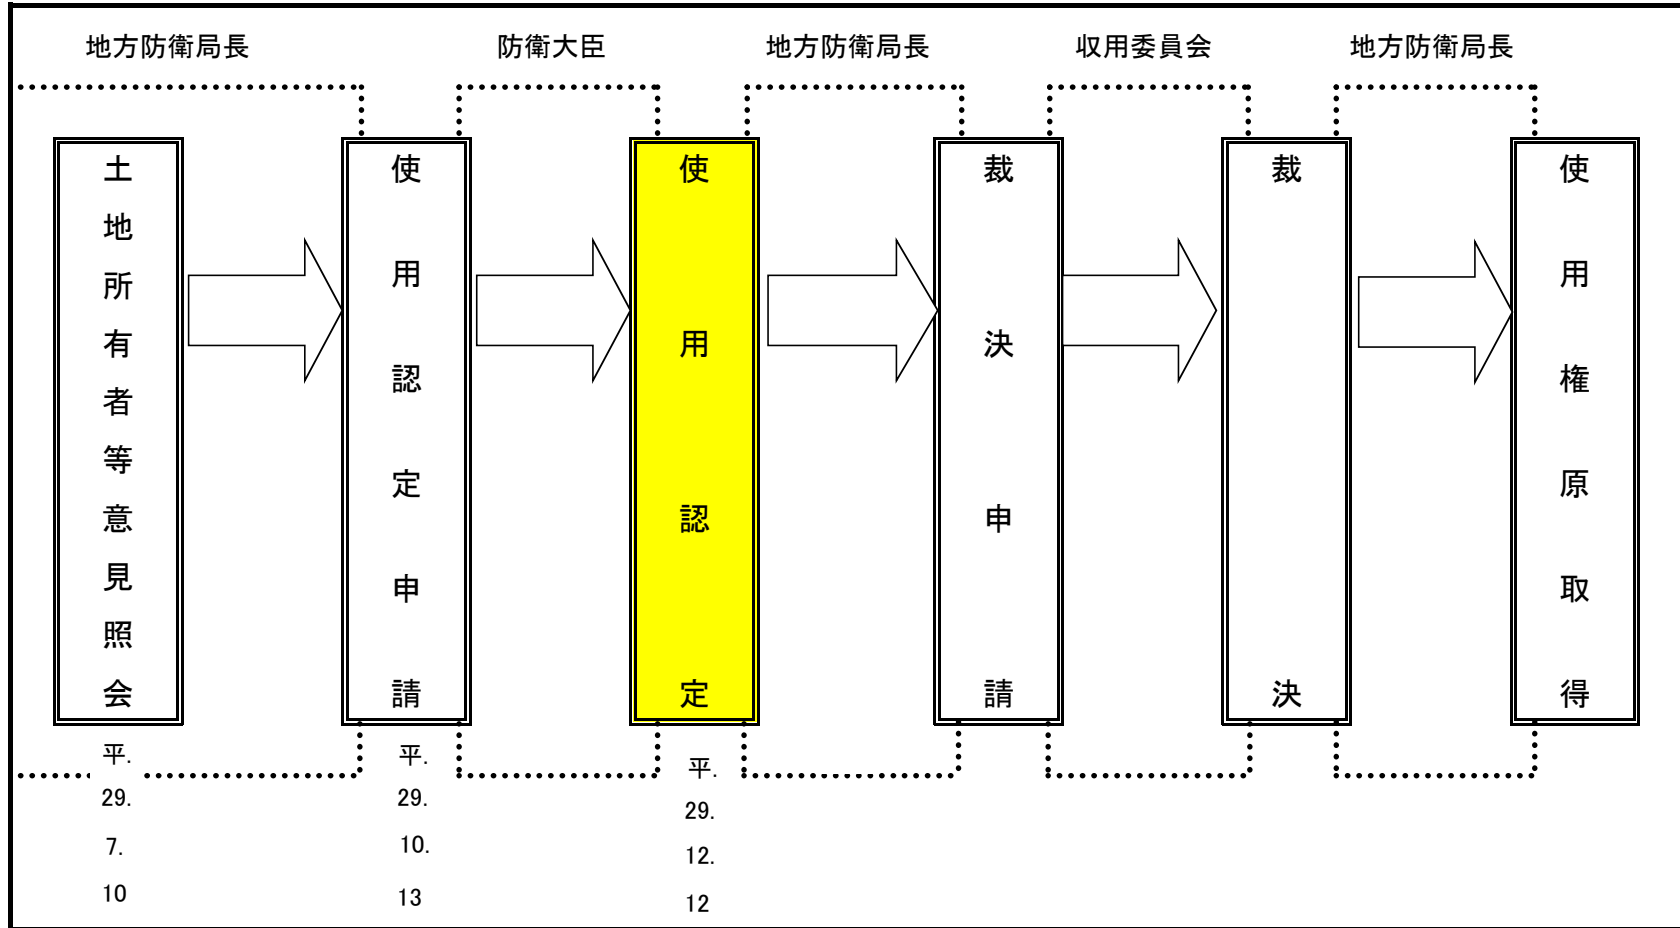 地方防衛局長
防衛大臣
地方防衛局長
収用委員会
地方防衛局長
土地所有者等意見照会
使用認定申請
使用認定
裁決申請
裁決
使用権原取得
平.
29.
7.
10
平.
29.
10.
13
平.
29.
12.
12